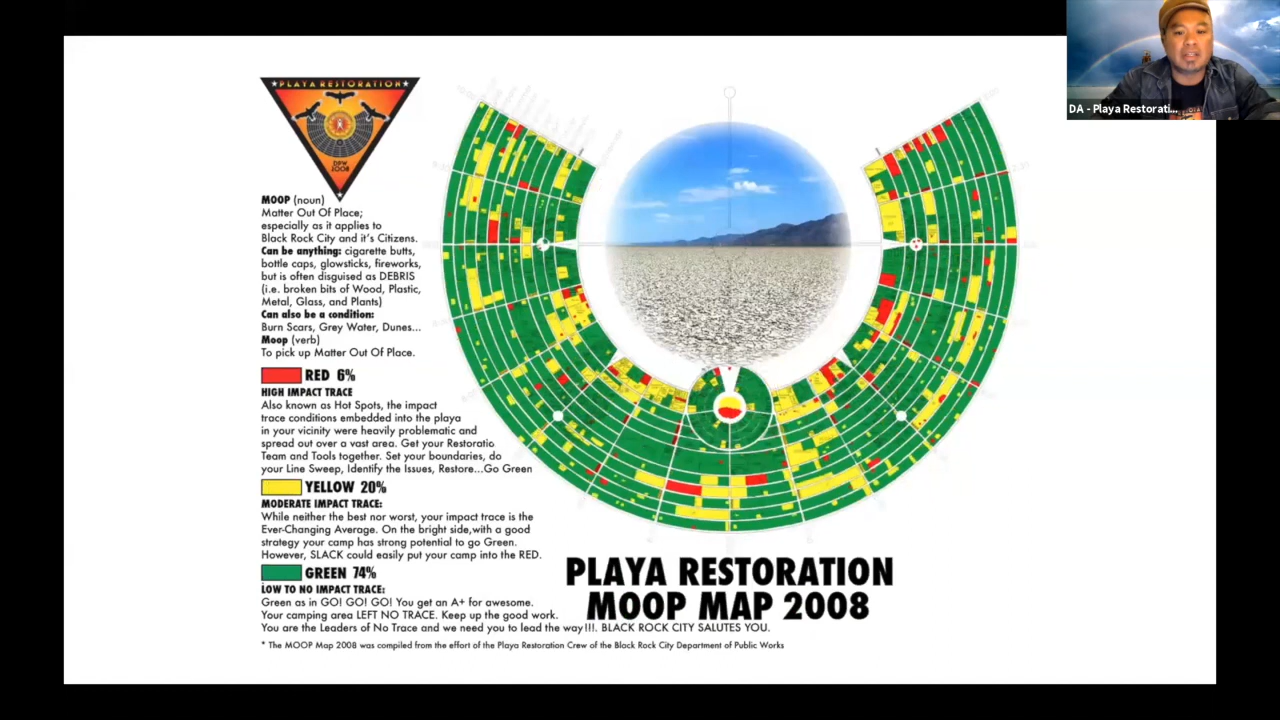 ★PLAYA RESTORATION★
DPW
2008
DA - Playa Restorati...
MOOP (noun)
Matter Out Of Place;
especially as it applies to
Black Rock City and it's Citizens.
Can be anything: cigarette butts,
bottle caps, glowsticks, fireworks,
but is often disguised as DEBRIS
(i.e. broken bits of Wood, Plastic,
Metal, Glass, and Plants)
Can also be a condition:
Burn Scars, Grey Water, Dunes...
Moop (verb)
To pick up Matter Out Of Place.
RED 6%
HIGH IMPACT TRACE
Also known as Hot Spots, the impact
trace conditions embedded into the playa
in your vicinity were heavily problematic and
spread out over a vast area. Get your Restoratio
Team and Tools together. Set your boundaries, do
your Line Sweep, Identify the Issues, Restore...Go Green
YELLOW 20%
MODERATE IMPACT TRACE:
While neither the best nor worst, your impact trace is the
Ever-Changing Average. On the bright side,with a good
strategy your camp has strong potential to go Green.
However, SLACK could easily put your camp into the RED.
GREEN 74%
LOW TO NO IMPACT TRACE:
Green as in GO! GO! GO! You get an A+ for awesome.
Your camping area LEFT NO TRACE. Keep up the good work.
You are the Leaders of No Trace and we need you to lead the way!!!. BLACK ROCK CITY SALUTES YOU.
* The MOOP Map 2008 was compiled from the effort of the Playa Restoration Crew of the Black Rock City Department of Public Works
PLAYA RESTORATION
MOOP MAP 2008